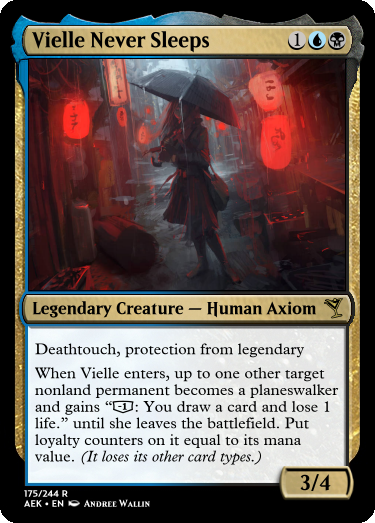 Vielle Never Sleeps 1
Legendary Creature — Human Axiom
Deathtouch, protection from legendary
When Vielle enters, up to one other target
nonland permanent becomes a planeswalker
and gains “-1: You draw a card and lose 1
life.” until she leaves the battlefield. Put
loyalty counters on it equal to its mana
value. (It loses its other card types.)
3/4
175/244 R
AEK • EN Andree Wallin